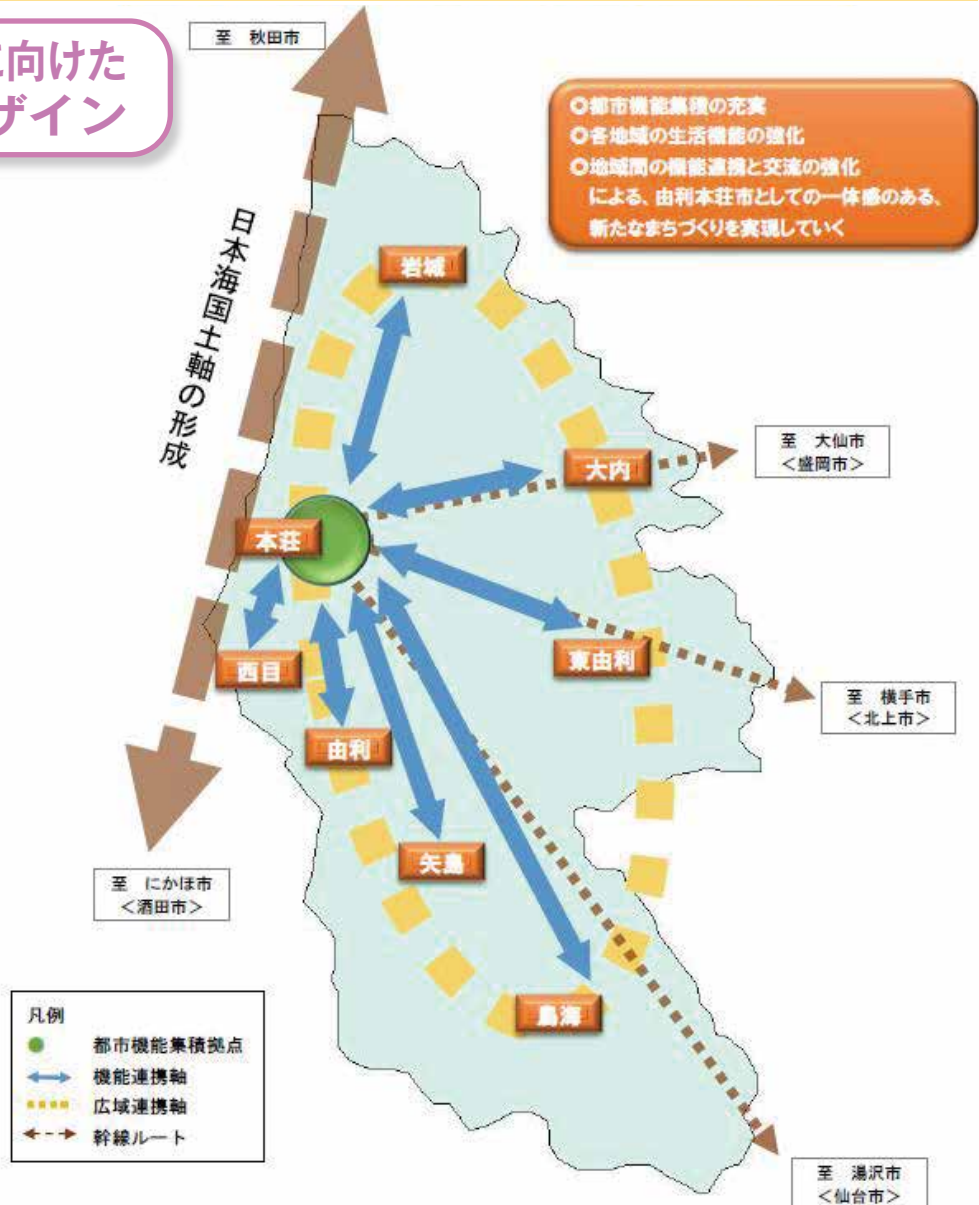 に向けた
ザイン
至 秋田市
◎都市機能集積の充実
◎各地域の生活機能の強化
◎地域間の機能連携と交流の強化
による、由利本荘市としての一体感のある、
新たなまちづくりを実現していく
日本海国土軸の形成
岩城
大内
至 大仙市
<盛岡市>
本荘
西目
東由利
至 横手市
<北上市>
由利
矢島
至 にかほ市
<酒田市>
鳥海
凡例
都市機能集積拠点
機能連携軸
広域連携軸
幹線ルート
至 湯沢市
<仙台市>